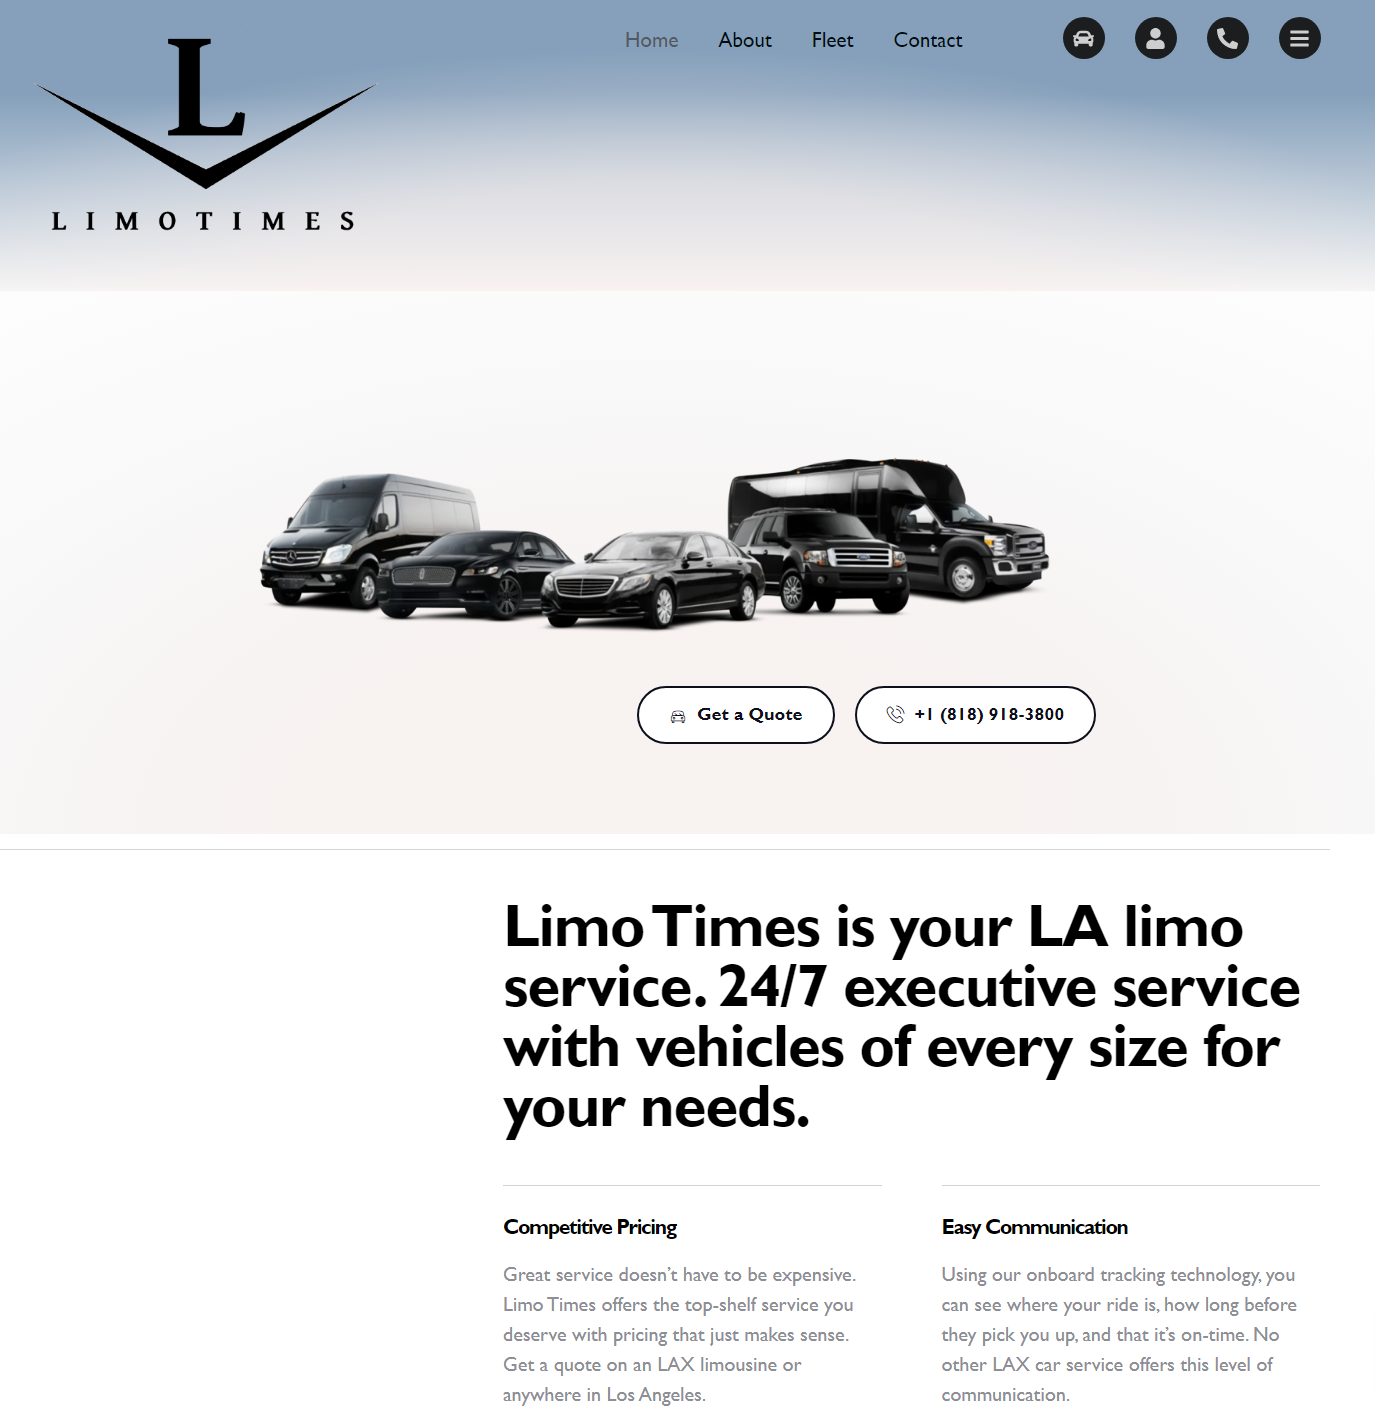 L
LIMOTIMES
Home
About
Fleet
Contact
Get a Quote
+1 (818) 918-3800
Limo Times is your LA limo
service. 24/7 executive service
with vehicles of every size for
your needs.
Competitive Pricing
Great service doesn’t have to be expensive.
Limo Times offers the top-shelf service you
deserve with pricing that just makes sense.
Get a quote on an LAX limousine or
anywhere in Los Angeles.
Easy Communication
Using our onboard tracking technology, you
can see where your ride is, how long before
they pick you up, and that it’s on-time. No
other LAX car service offers this level of
communication.